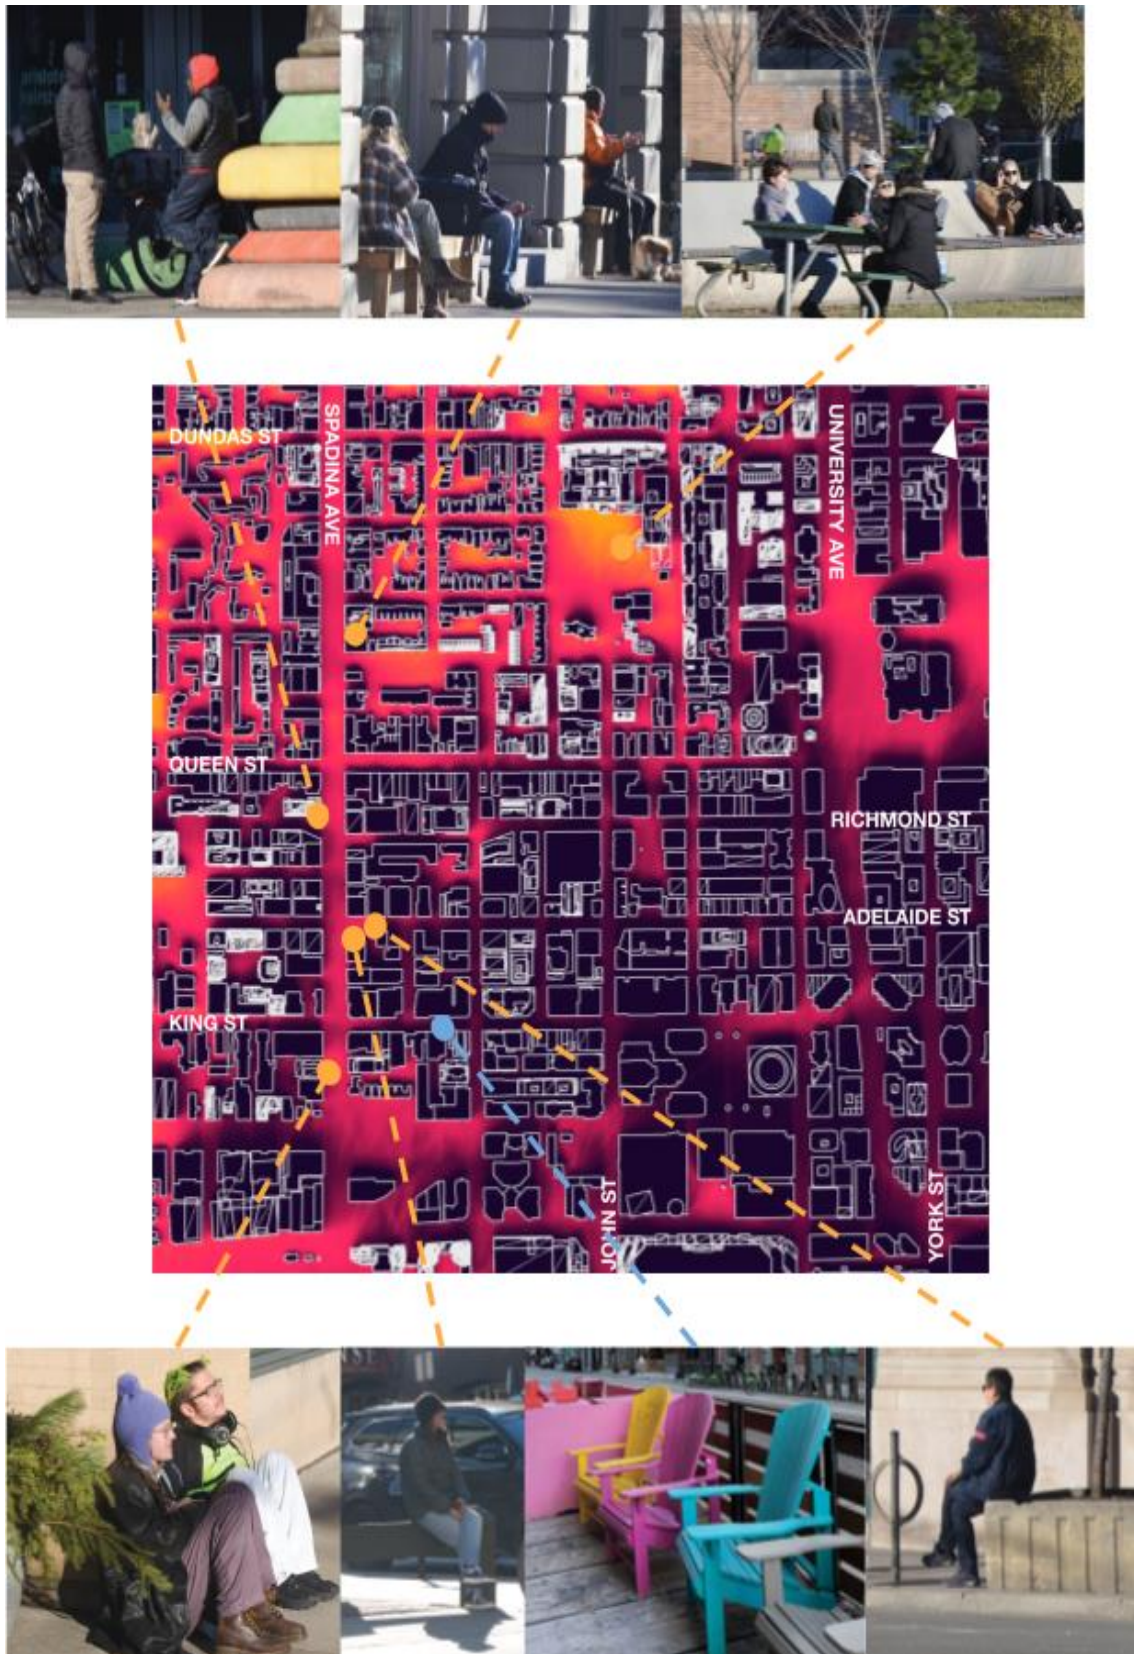 DUNDAS ST
SPADINA AVE
UNIVERSITY AVE
QUEEN ST
RICHMOND ST
ADELAIDE ST
KING ST
JOHN ST
YORK ST